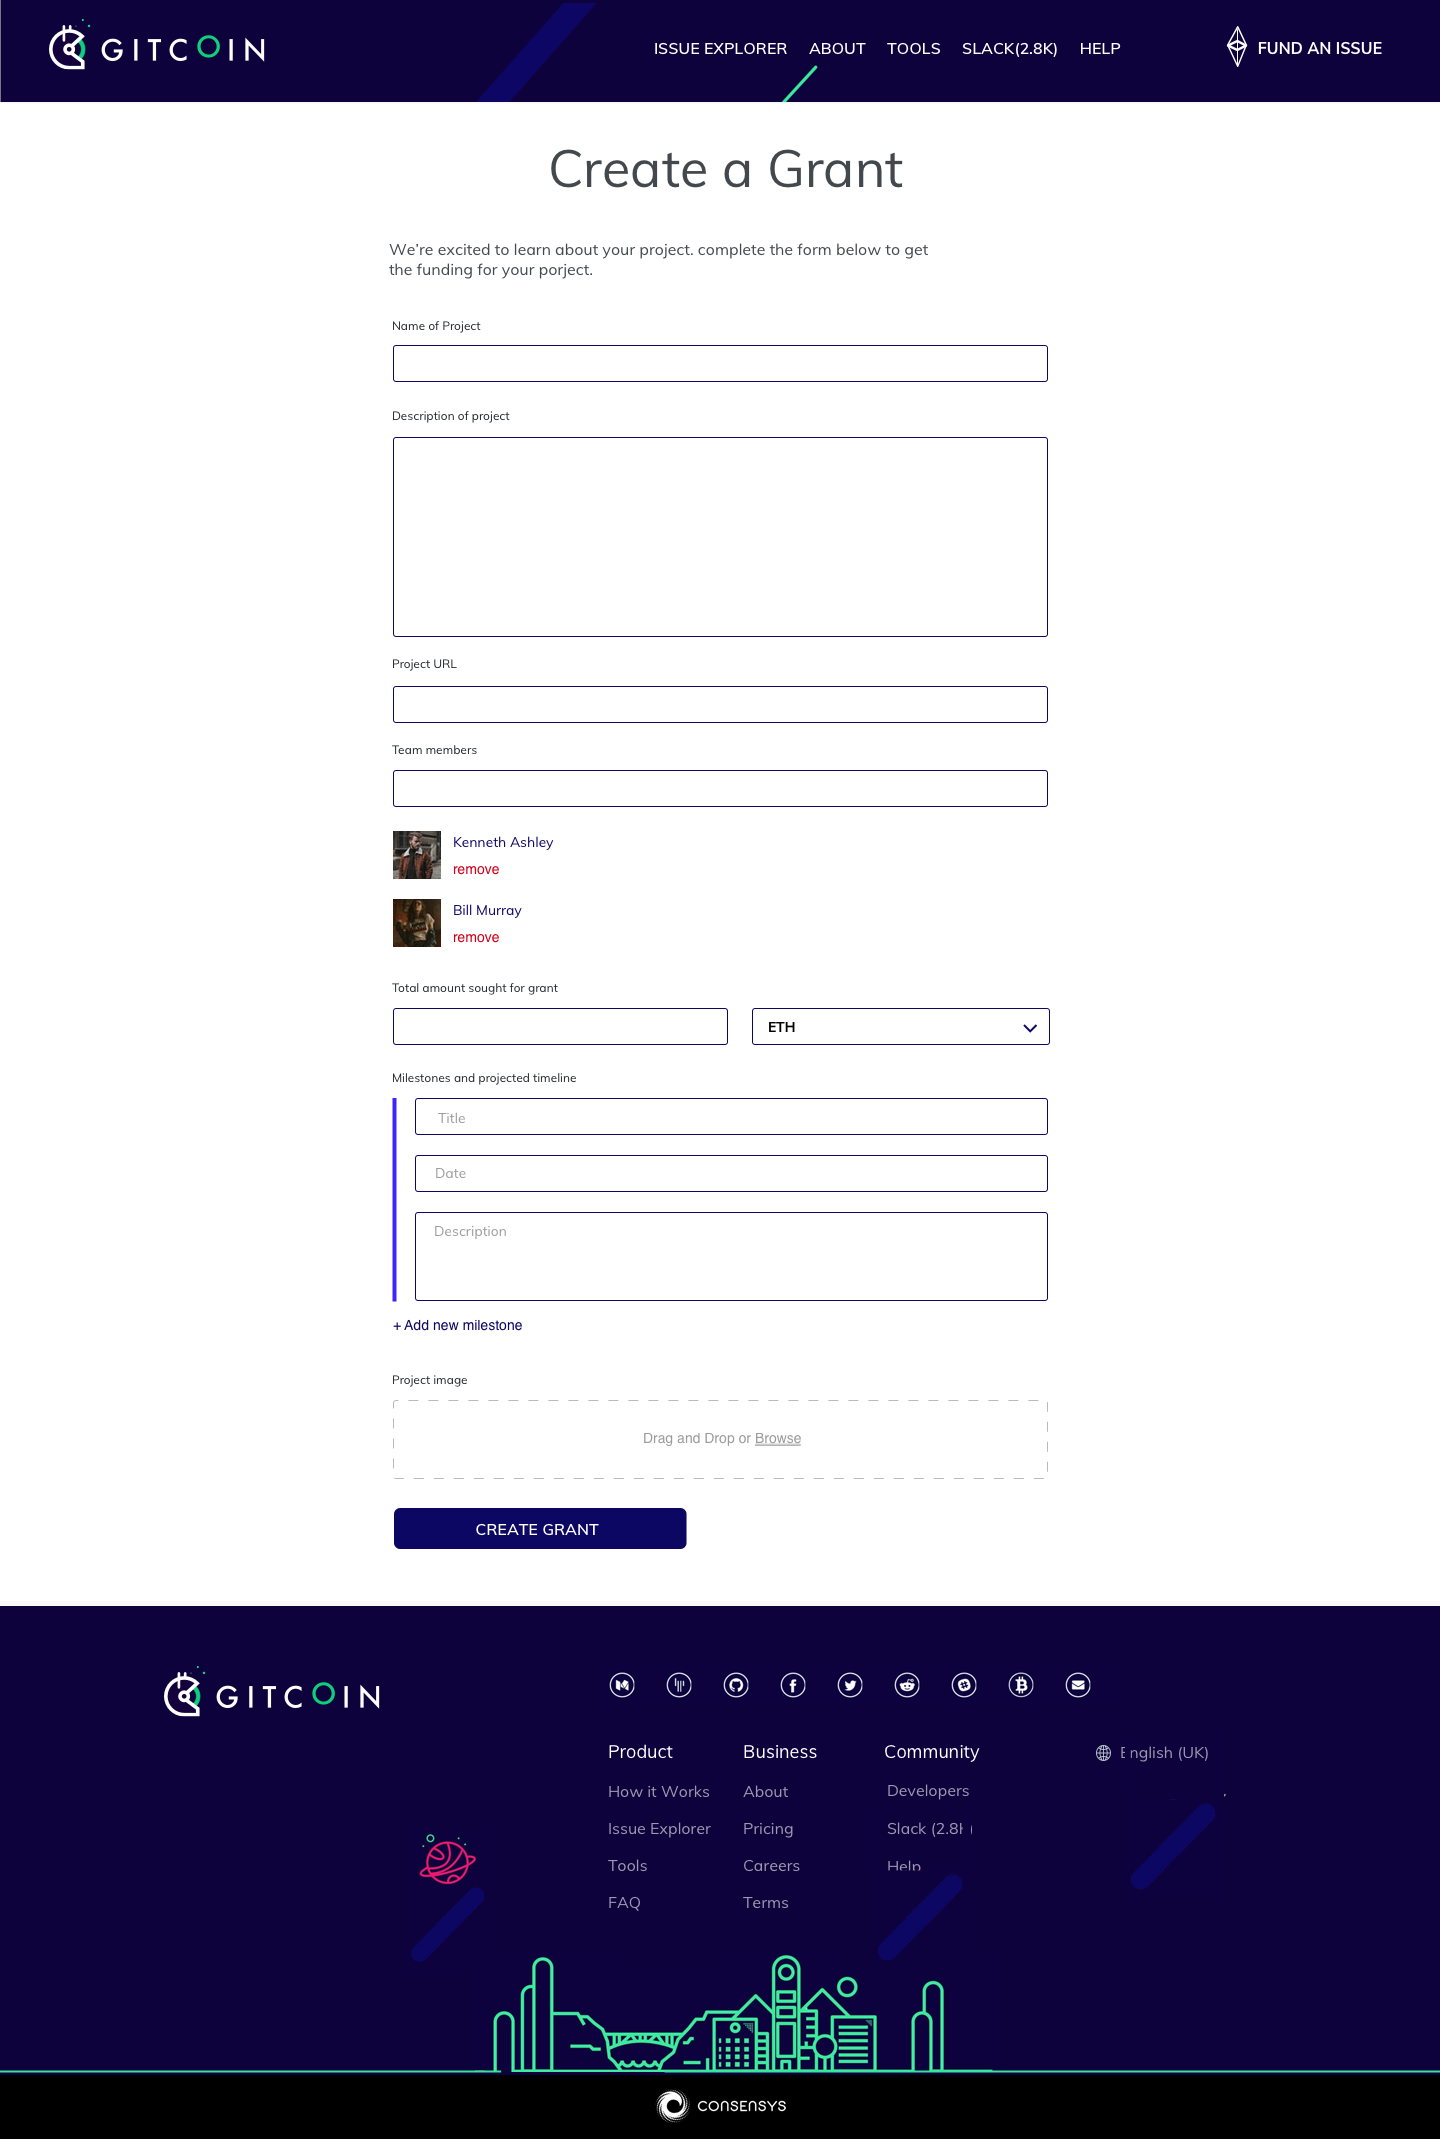 GITCOIN
ISSUE EXPLORER ABOUT TOOLS SLACK(2.8K) HELP FUND AN ISSUE
Create a Grant
We're excited to learn about your project. complete the form below to get
the funding for your porject.
Name of Project
Description of project
Project URL
Team members
Kenneth Ashley
remove
Bill Murray
remove
Total amount sought for grant
ETH
Milestones and projected timeline
Title
Date
Description
+ Add new milestone
Project image
Drag and Drop or Browse
CREATE GRANT
GITCOIN
Product Business Community English (UK)
How it Works About Developers
Issue Explorer Pricing Slack (2.8
Tools Careers Help
FAQ Terms
CONSENSYS